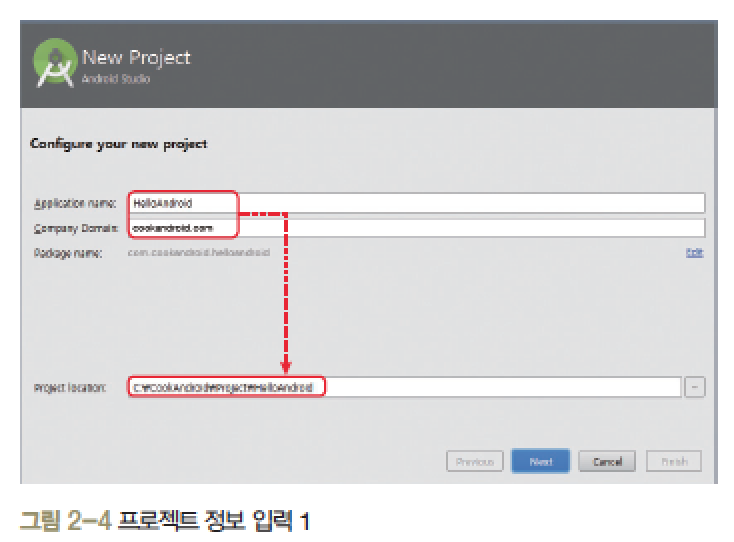 New Project
Android Studio
Configure your new project
Application name: HelloAndroid
Company Domain: cookandroid.com
Package name: com.cookandroid.helloandroid Edit
Project location: C:₩CookAndroid₩Project₩HelloAndroid ...
Previous Next Cancel Finish
그림 2-4 프로젝트 정보 입력 1